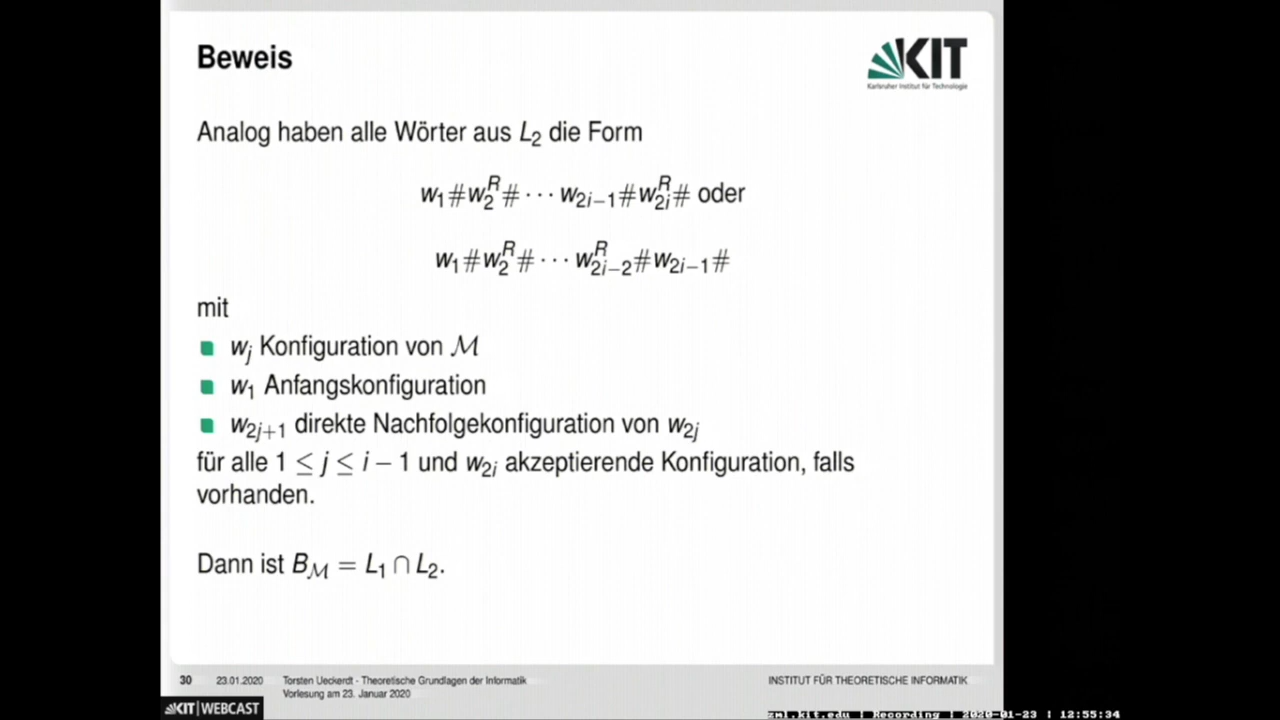 Beweis
KIT
Karlsruher Institut für Technologie
Analog haben alle Wörter aus L₂ die Form
w₁#w₂ᴿ# ⋯ w₂ᵢ₋₁#w₂ᵢᴿ# oder
w₁#w₂ᴿ# ⋯ w₂ᵢ₋₂ᴿ#w₂ᵢ₋₁#
mit
wⱼ Konfiguration von ℳ
w₁ Anfangskonfiguration
w₂ⱼ₊₁ direkte Nachfolgekonfiguration von w₂ⱼ
für alle 1 ≤ j ≤ i − 1 und w₂ᵢ akzeptierende Konfiguration, falls
vorhanden.
Dann ist B_ℳ = L₁ ∩ L₂.
30 23.01.2020 Torsten Ueckerdt - Theoretische Grundlagen der Informatik
Vorlesung am 23. Januar 2020
INSTITUT FÜR THEORETISCHE INFORMATIK
KIT | WEBCAST
zml.kit.edu | Recording | 2020-01-23 | 12:55:34